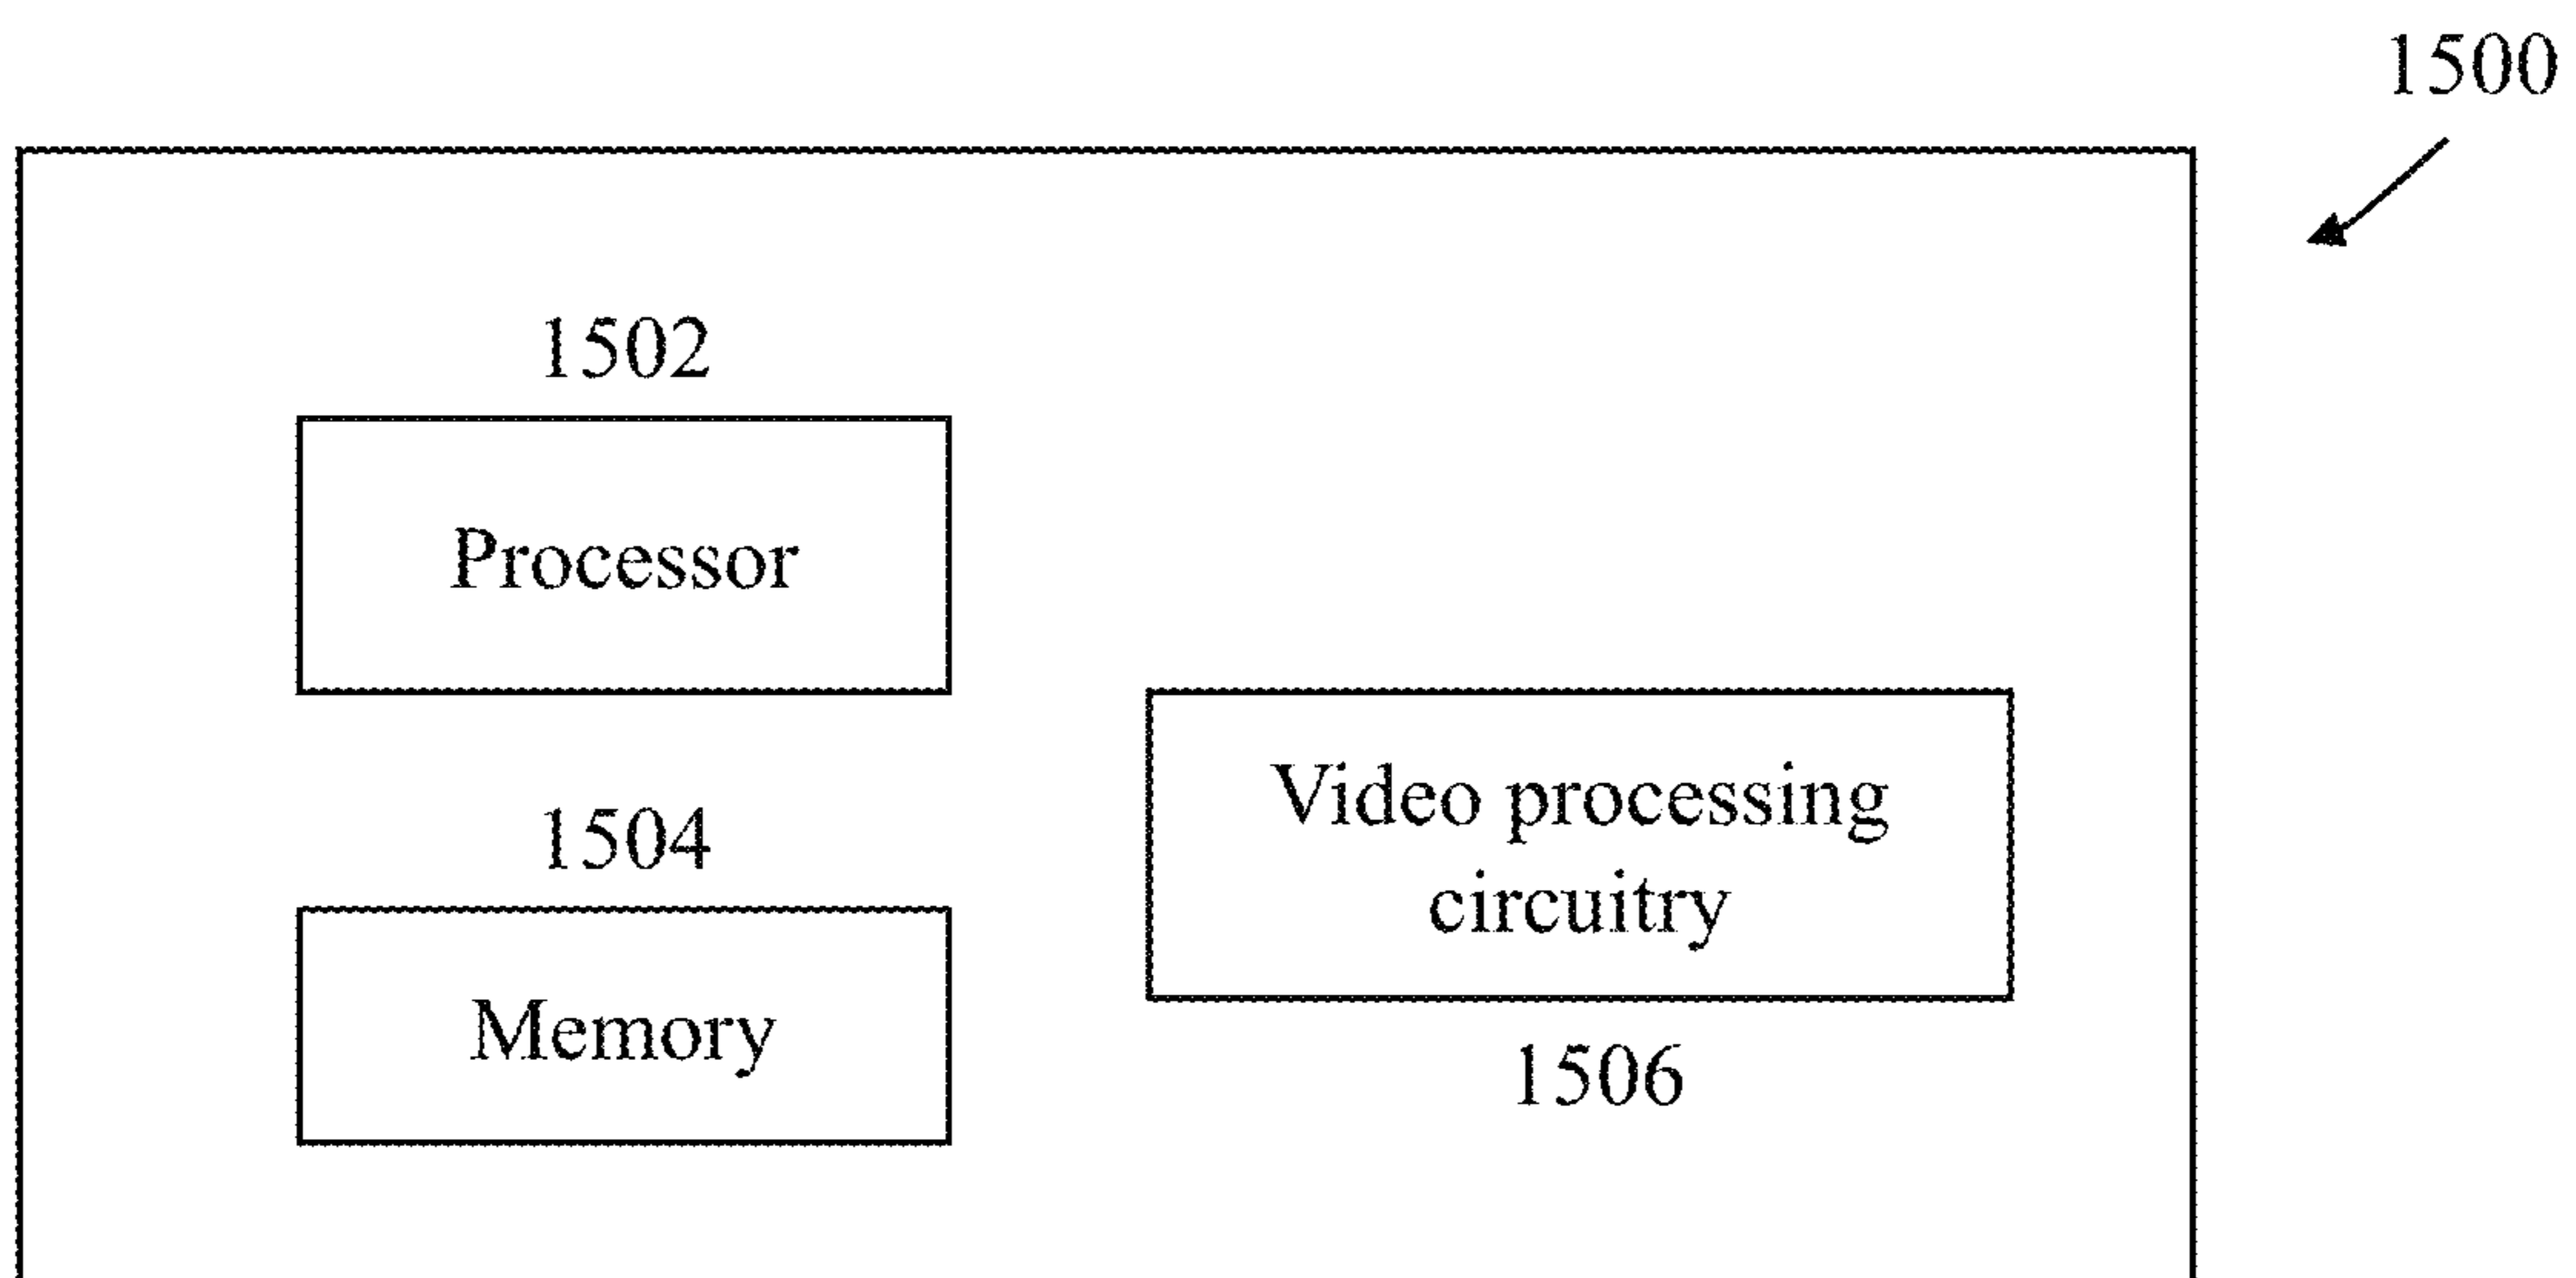 1500
1502
Processor
1504
Memory
Video processing
circuitry
1506